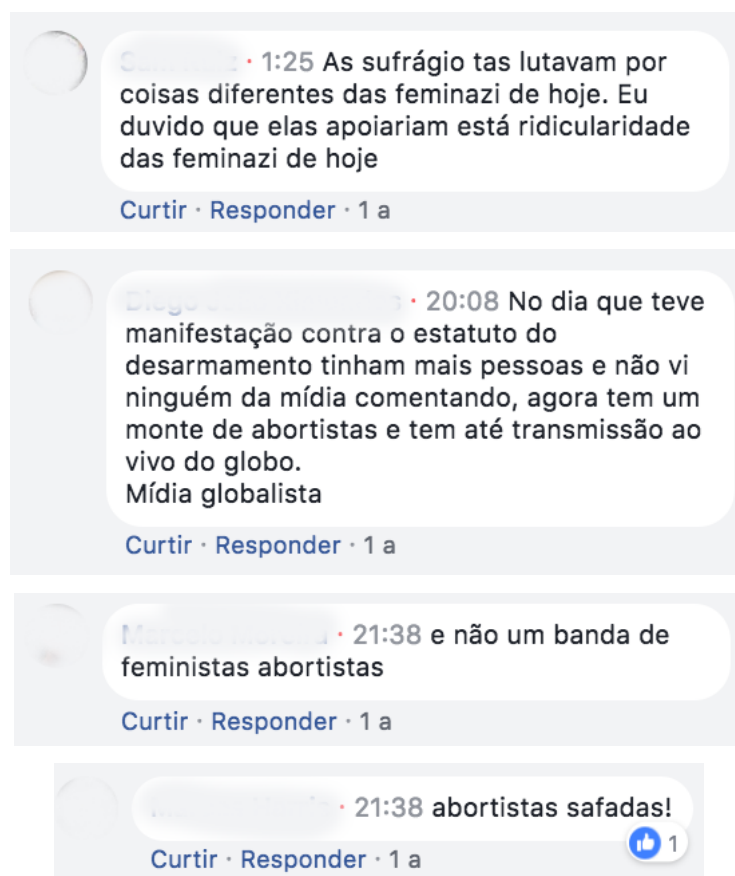 · 1:25 As sufrágio tas lutavam por
coisas diferentes das feminazi de hoje. Eu
duvido que elas apoiariam está ridicularidade
das feminazi de hoje
Curtir · Responder · 1 a
· 20:08 No dia que teve
manifestação contra o estatuto do
desarmamento tinham mais pessoas e não vi
ninguém da mídia comentando, agora tem um
monte de abortistas e tem até transmissão ao
vivo do globo.
Mídia globalista
Curtir · Responder · 1 a
· 21:38 e não um banda de
feministas abortistas
Curtir · Responder · 1 a
· 21:38 abortistas safadas!
1
Curtir · Responder · 1 a